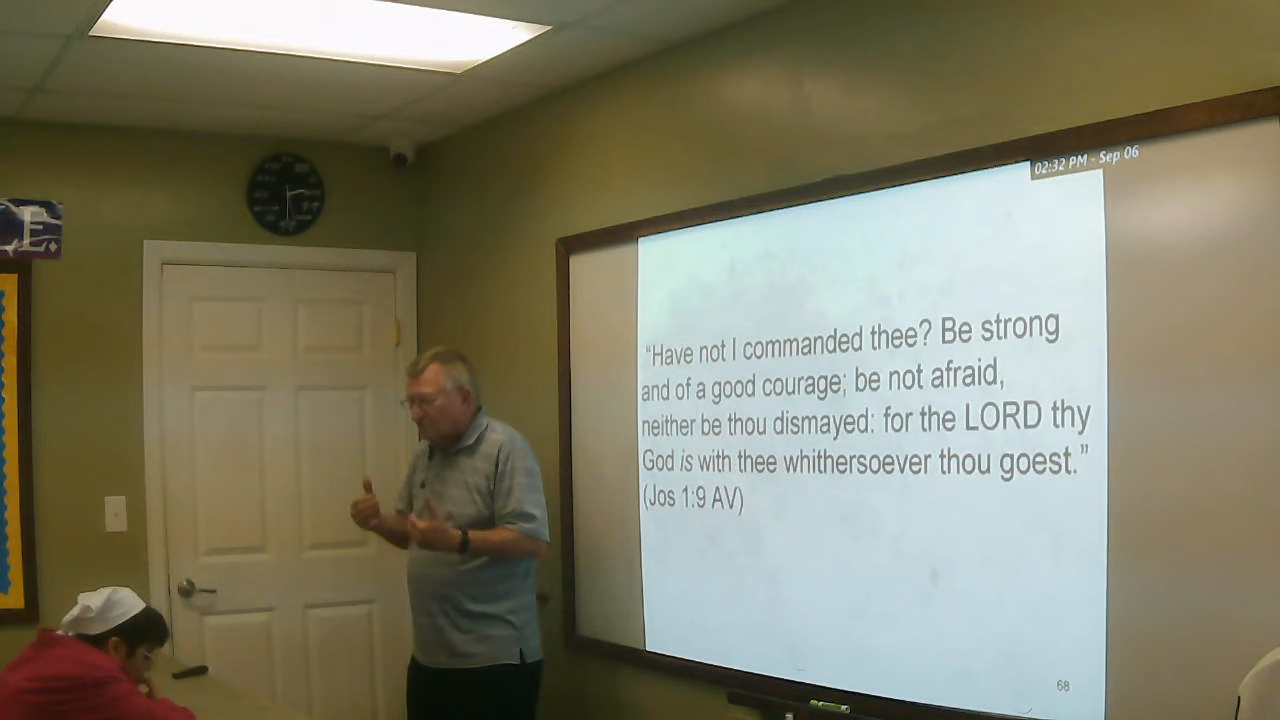 E.
02:32 PM - Sep 06
“Have not I commanded thee? Be strong
and of a good courage; be not afraid,
neither be thou dismayed: for the LORD thy
God is with thee whithersoever thou goest.”
(Jos 1:9 AV)
68